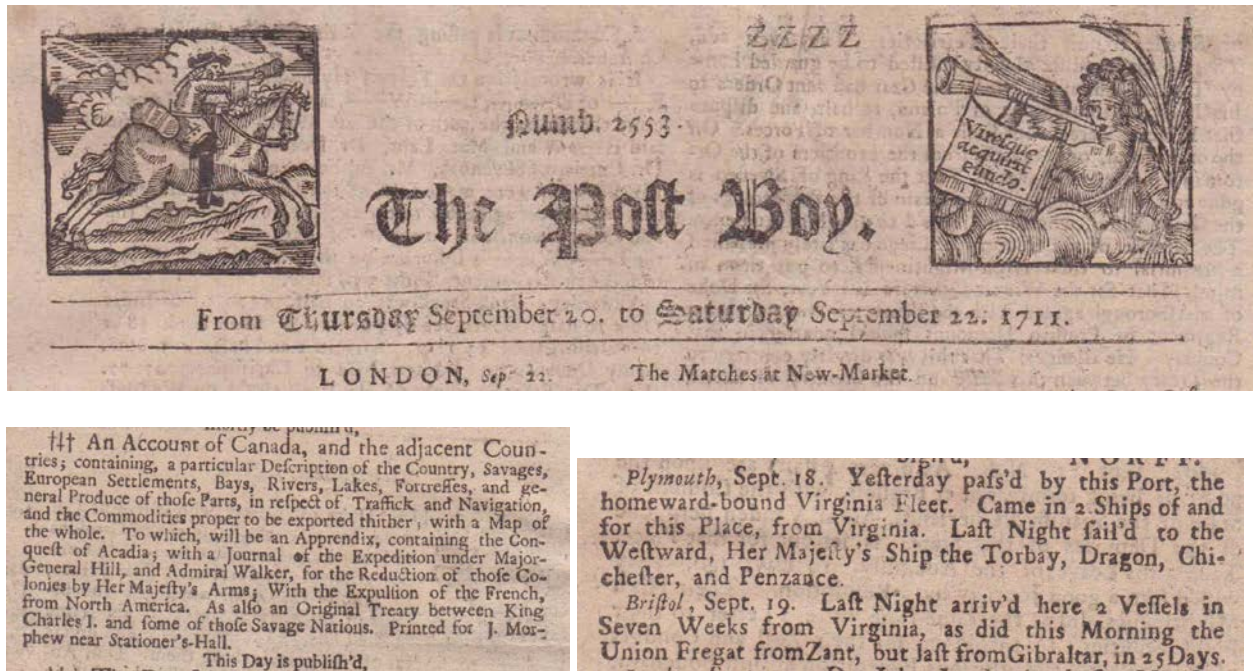 ZZZZ
Numb. 2553.
Vireſque
acquirit
eundo.
The Poſt Boy.
From Thursday September 20. to Saturday September 22. 1711.
LONDON, Sep 22.
The Matches at New-Market.
be publiſh'd,
‡‡† An Account of Canada, and the adjacent Coun-
tries; containing, a particular Deſcription of the Country, Savages,
European Settlements, Bays, Rivers, Lakes, Fortreſſes, and ge-
neral Produce of thoſe Parts, in reſpect of Traffick and Navigation,
and the Commodities proper to be exported thither; with a Map of
the whole. To which, will be an Apprendix, containing the Con-
queſt of Acadia; with a Journal of the Expedition under Major-
General Hill, and Admiral Walker, for the Reduction of thoſe Co-
lonies by Her Majeſty's Arms; With the Expulſion of the French,
from North America. As alſo an Original Treaty between King
Charles I. and ſome of thoſe Savage Nations. Printed for J. Mor-
phew near Stationer's-Hall.
This Day is publiſh'd,
Plymouth, Sept. 18. Yeſterday paſs'd by this Port, the
homeward-bound Virginia Fleet. Came in 2 Ships of and
for this Place, from Virginia. Laſt Night ſail'd to the
Weſtward, Her Majeſty's Ship the Torbay, Dragon, Chi-
cheſter, and Penzance.
Briſtol, Sept. 19. Laſt Night arriv'd here 2 Veſſels in
Seven Weeks from Virginia, as did this Morning the
Union Fregat from Zant, but laſt from Gibraltar, in 25 Days.